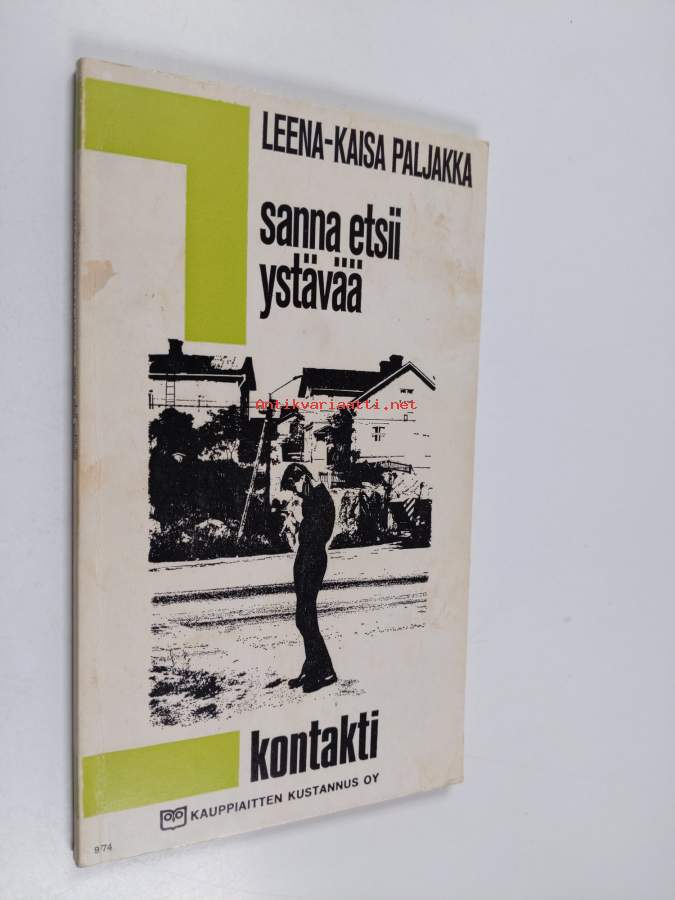 LEENA-KAISA PALJAKKA
sanna etsii
ystävää
Antikvariaatti.net
kontakti
KAUPPIAITTEN KUSTANNUS OY
9/74